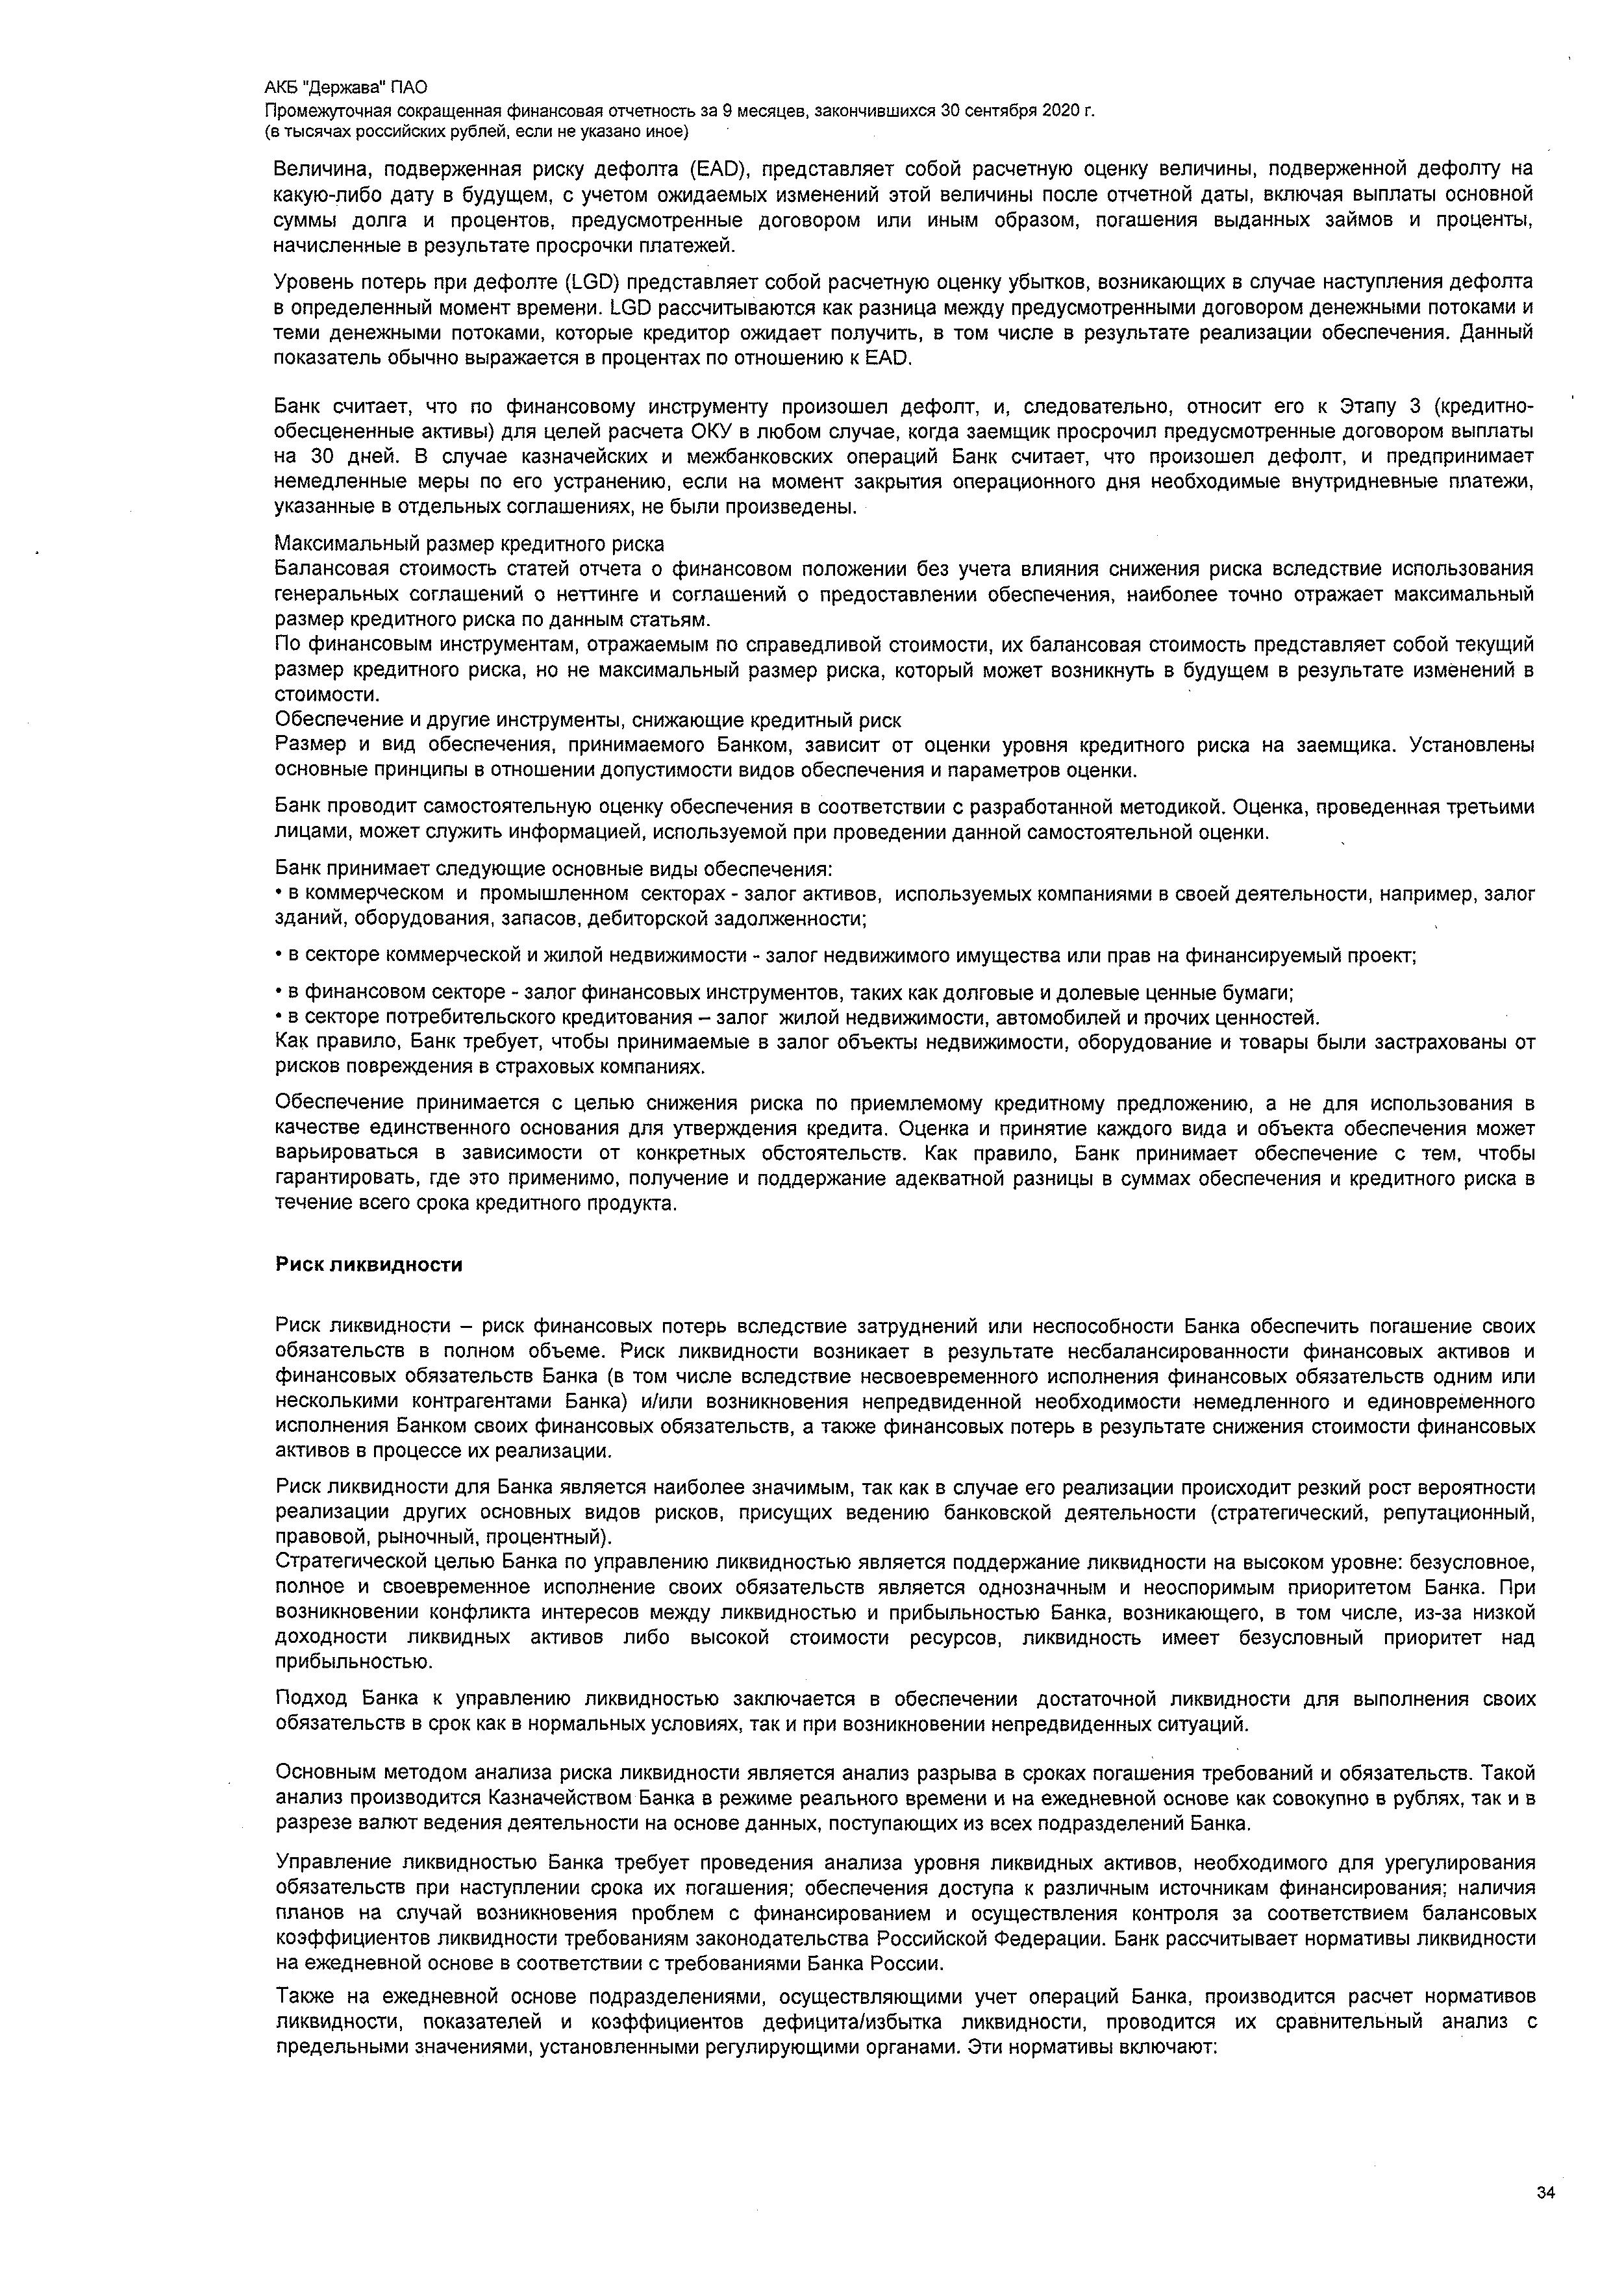 АКБ "Держава" ПАО
Промежуточная сокращенная финансовая отчетность за 9 месяцев, закончившихся 30 сентября 2020 г.
(в тысячах российских рублей, если не указано иное)
Величина, подверженная риску дефолта (EAD), представляет собой расчетную оценку величины, подверженной дефолту на
какую-либо дату в будущем, с учетом ожидаемых изменений этой величины после отчетной даты, включая выплаты основной
суммы долга и процентов, предусмотренные договором или иным образом, погашения выданных займов и проценты,
начисленные в результате просрочки платежей.
Уровень потерь при дефолте (LGD) представляет собой расчетную оценку убытков, возникающих в случае наступления дефолта
в определенный момент времени. LGD рассчитываются как разница между предусмотренными договором денежными потоками и
теми денежными потоками, которые кредитор ожидает получить, в том числе в результате реализации обеспечения. Данный
показатель обычно выражается в процентах по отношению к EAD.
Банк считает, что по финансовому инструменту произошел дефолт, и, следовательно, относит его к Этапу 3 (кредитно-
обесцененные активы) для целей расчета ОКУ в любом случае, когда заемщик просрочил предусмотренные договором выплаты
на 30 дней. В случае казначейских и межбанковских операций Банк считает, что произошел дефолт, и предпринимает
немедленные меры по его устранению, если на момент закрытия операционного дня необходимые внутридневные платежи,
указанные в отдельных соглашениях, не были произведены.
Максимальный размер кредитного риска
Балансовая стоимость статей отчета о финансовом положении без учета влияния снижения риска вследствие использования
генеральных соглашений о неттинге и соглашений о предоставлении обеспечения, наиболее точно отражает максимальный
размер кредитного риска по данным статьям.
По финансовым инструментам, отражаемым по справедливой стоимости, их балансовая стоимость представляет собой текущий
размер кредитного риска, но не максимальный размер риска, который может возникнуть в будущем в результате изменений в
стоимости.
Обеспечение и другие инструменты, снижающие кредитный риск
Размер и вид обеспечения, принимаемого Банком, зависит от оценки уровня кредитного риска на заемщика. Установлены
основные принципы в отношении допустимости видов обеспечения и параметров оценки.
Банк проводит самостоятельную оценку обеспечения в соответствии с разработанной методикой. Оценка, проведенная третьими
лицами, может служить информацией, используемой при проведении данной самостоятельной оценки.
Банк принимает следующие основные виды обеспечения:
• в коммерческом и промышленном секторах - залог активов, используемых компаниями в своей деятельности, например, залог
зданий, оборудования, запасов, дебиторской задолженности;
• в секторе коммерческой и жилой недвижимости - залог недвижимого имущества или прав на финансируемый проект;
• в финансовом секторе - залог финансовых инструментов, таких как долговые и долевые ценные бумаги;
• в секторе потребительского кредитования – залог жилой недвижимости, автомобилей и прочих ценностей.
Как правило, Банк требует, чтобы принимаемые в залог объекты недвижимости, оборудование и товары были застрахованы от
рисков повреждения в страховых компаниях.
Обеспечение принимается с целью снижения риска по приемлемому кредитному предложению, а не для использования в
качестве единственного основания для утверждения кредита. Оценка и принятие каждого вида и объекта обеспечения может
варьироваться в зависимости от конкретных обстоятельств. Как правило, Банк принимает обеспечение с тем, чтобы
гарантировать, где это применимо, получение и поддержание адекватной разницы в суммах обеспечения и кредитного риска в
течение всего срока кредитного продукта.
Риск ликвидности
Риск ликвидности – риск финансовых потерь вследствие затруднений или неспособности Банка обеспечить погашение своих
обязательств в полном объеме. Риск ликвидности возникает в результате несбалансированности финансовых активов и
финансовых обязательств Банка (в том числе вследствие несвоевременного исполнения финансовых обязательств одним или
несколькими контрагентами Банка) и/или возникновения непредвиденной необходимости немедленного и единовременного
исполнения Банком своих финансовых обязательств, а также финансовых потерь в результате снижения стоимости финансовых
активов в процессе их реализации.
Риск ликвидности для Банка является наиболее значимым, так как в случае его реализации происходит резкий рост вероятности
реализации других основных видов рисков, присущих ведению банковской деятельности (стратегический, репутационный,
правовой, рыночный, процентный).
Стратегической целью Банка по управлению ликвидностью является поддержание ликвидности на высоком уровне: безусловное,
полное и своевременное исполнение своих обязательств является однозначным и неоспоримым приоритетом Банка. При
возникновении конфликта интересов между ликвидностью и прибыльностью Банка, возникающего, в том числе, из-за низкой
доходности ликвидных активов либо высокой стоимости ресурсов, ликвидность имеет безусловный приоритет над
прибыльностью.
Подход Банка к управлению ликвидностью заключается в обеспечении достаточной ликвидности для выполнения своих
обязательств в срок как в нормальных условиях, так и при возникновении непредвиденных ситуаций.
Основным методом анализа риска ликвидности является анализ разрыва в сроках погашения требований и обязательств. Такой
анализ производится Казначейством Банка в режиме реального времени и на ежедневной основе как совокупно в рублях, так и в
разрезе валют ведения деятельности на основе данных, поступающих из всех подразделений Банка.
Управление ликвидностью Банка требует проведения анализа уровня ликвидных активов, необходимого для урегулирования
обязательств при наступлении срока их погашения; обеспечения доступа к различным источникам финансирования; наличия
планов на случай возникновения проблем с финансированием и осуществления контроля за соответствием балансовых
коэффициентов ликвидности требованиям законодательства Российской Федерации. Банк рассчитывает нормативы ликвидности
на ежедневной основе в соответствии с требованиями Банка России.
Также на ежедневной основе подразделениями, осуществляющими учет операций Банка, производится расчет нормативов
ликвидности, показателей и коэффициентов дефицита/избытка ликвидности, проводится их сравнительный анализ с
предельными значениями, установленными регулирующими органами. Эти нормативы включают:
34